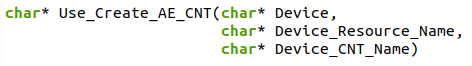 char* Use_Create_AE_CNT(char* Device,
char* Device_Resource_Name,
char* Device_CNT_Name)